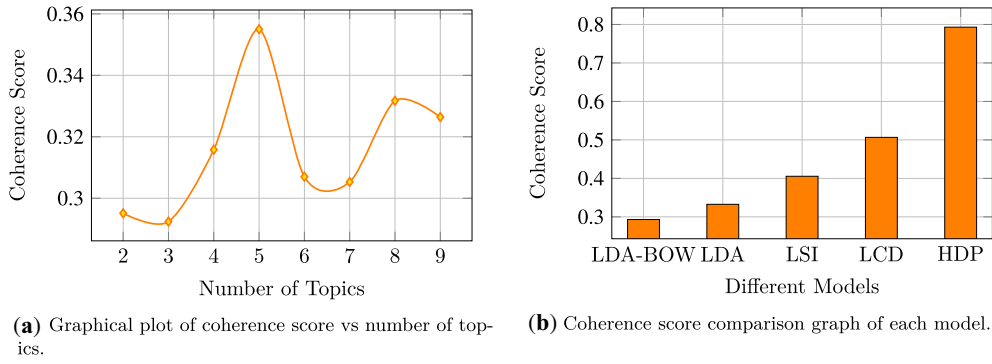 0.36
0.34
0.32
0.3
Coherence Score
2 3 4 5 6 7 8 9
Number of Topics
(a) Graphical plot of coherence score vs number of top-
ics.
0.8
0.7
0.6
0.5
0.4
0.3
Coherence Score
LDA-BOW LDA LSI LCD HDP
Different Models
(b) Coherence score comparison graph of each model.